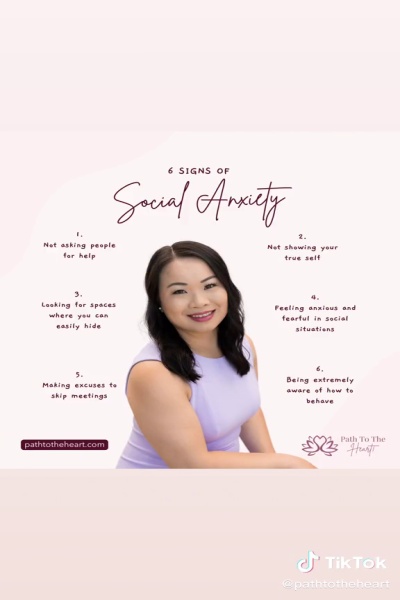 6 SIGNS OF
Social Anxiety
1.
Not asking people
for help
2.
Not showing your
true self
3.
Looking for spaces
where you can
easily hide
4.
Feeling anxious and
fearful in social
situations
5.
Making excuses to
skip meetings
6.
Being extremely
aware of how to
behave
pathtotheheart.com
Path To The
Heart
TikTok
@pathtotheheart